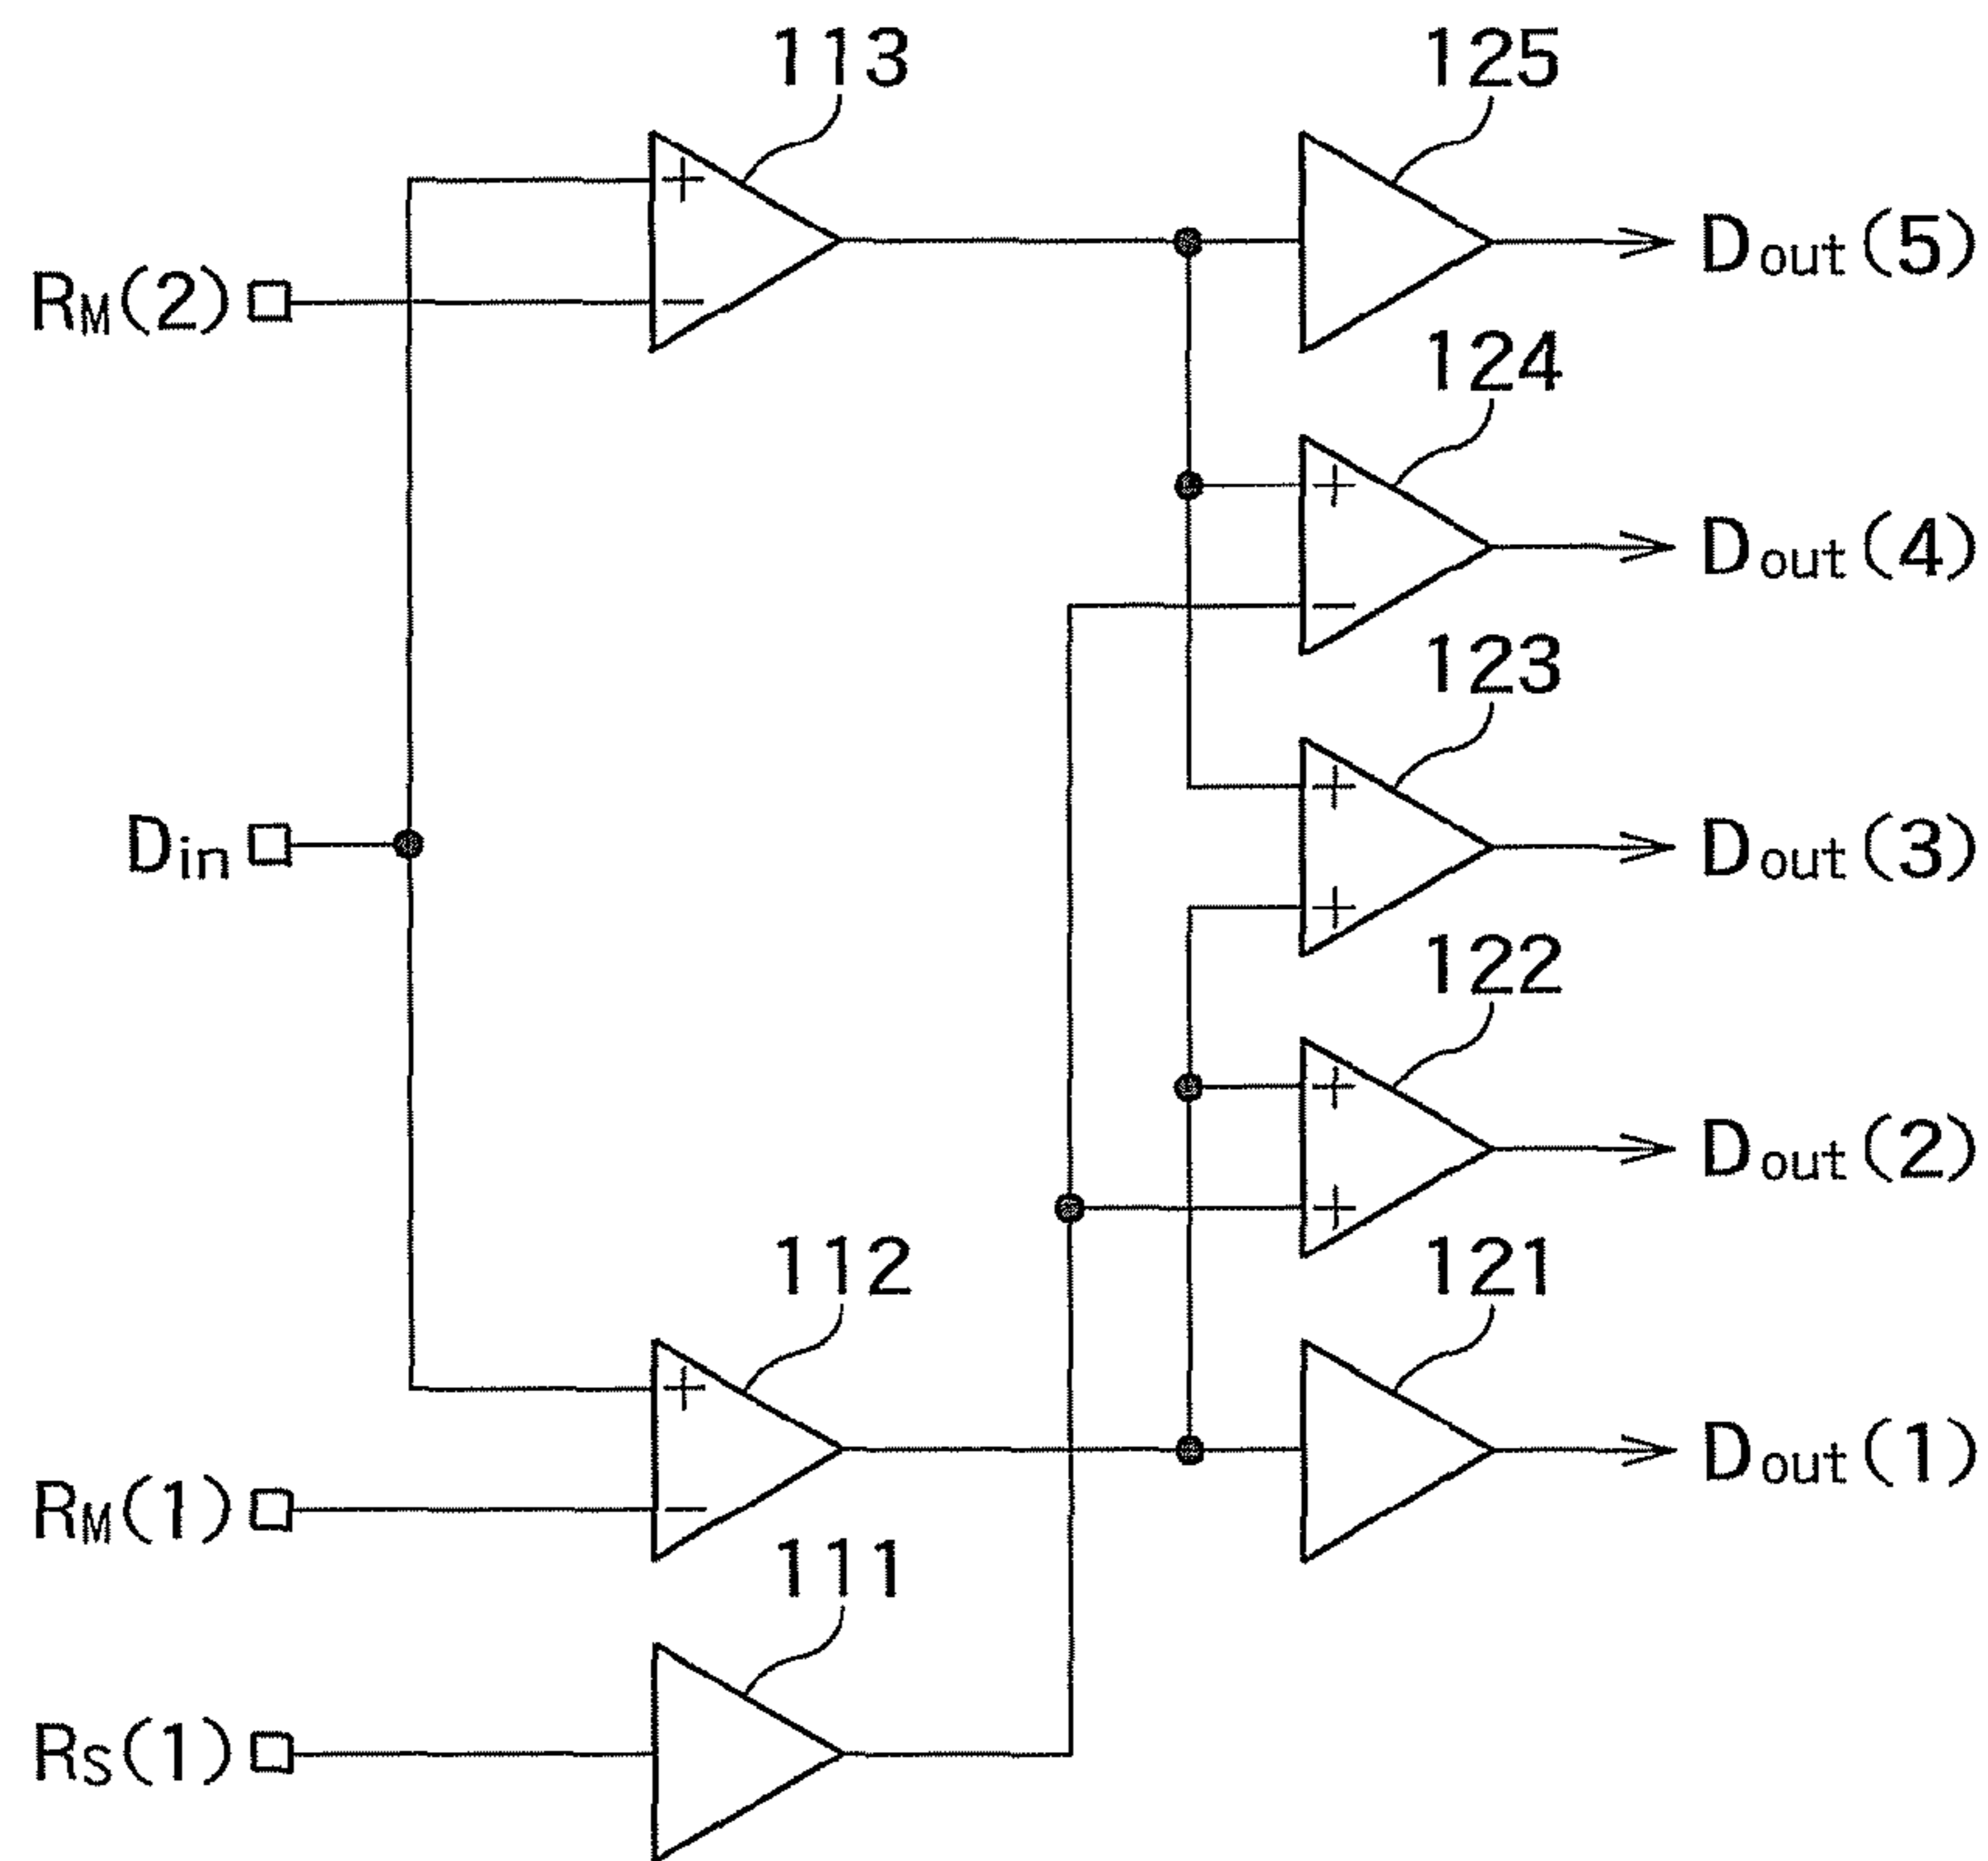 113
125
RM(2)
+
−
Dout(5)
124
+
−
Dout(4)
123
Din
+
+
Dout(3)
122
+
+
Dout(2)
112
121
+
−
RM(1)
Dout(1)
111
RS(1)